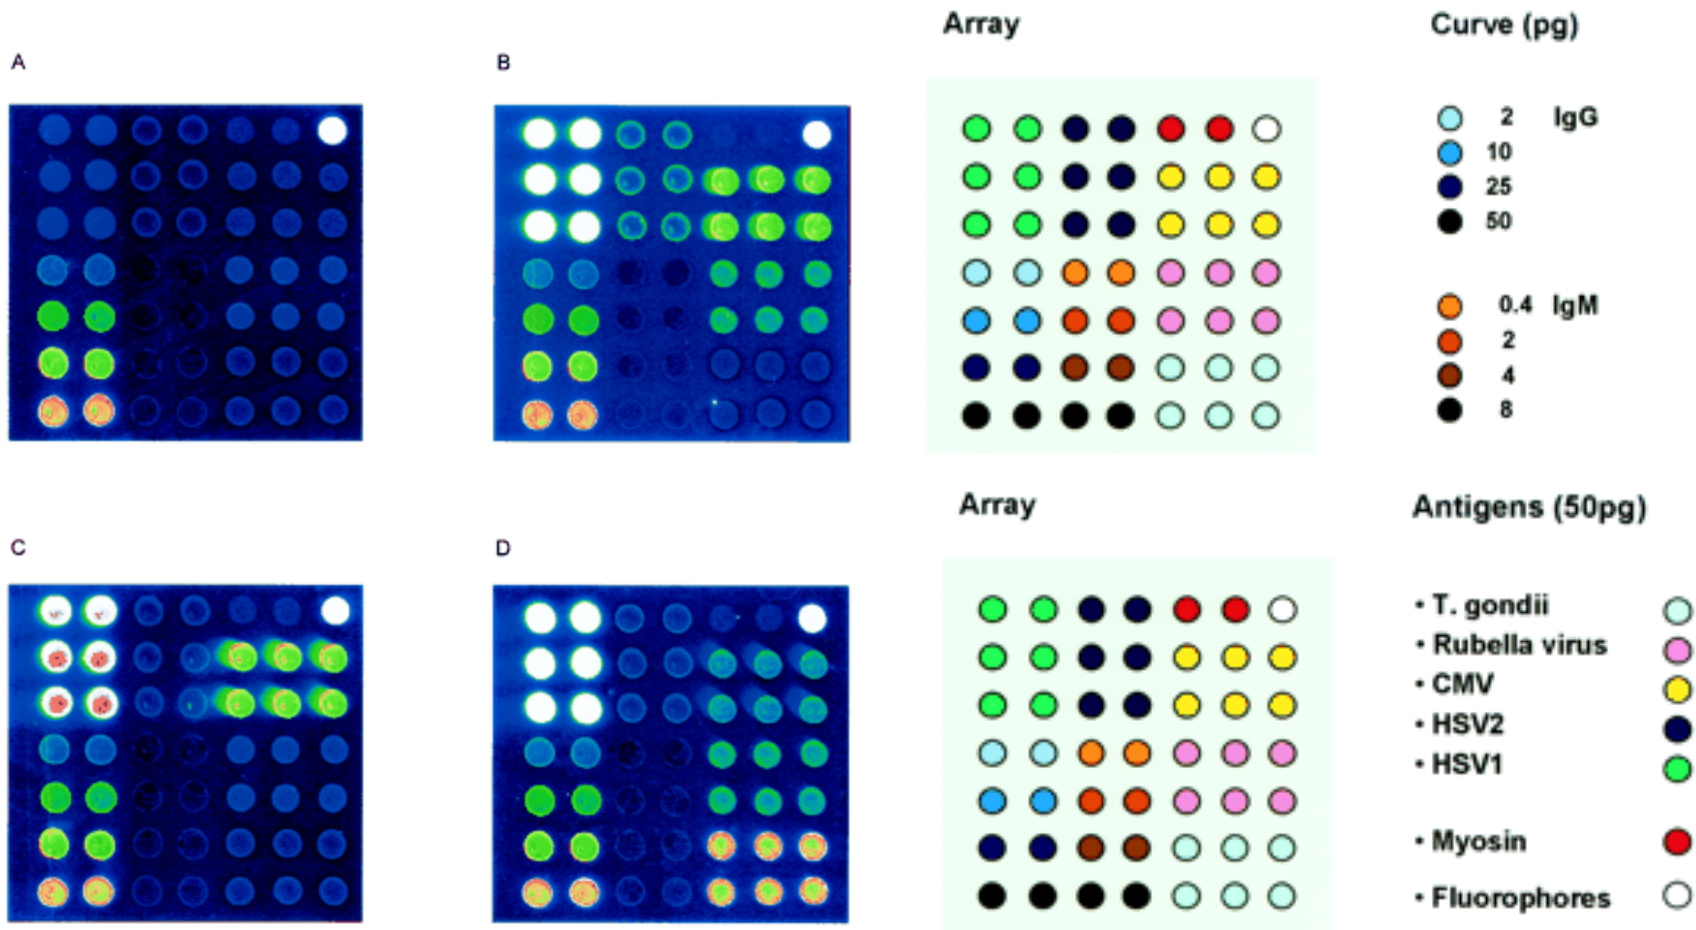 A
B
Array
Curve (pg)
2 IgG
10
25
50
0.4 IgM
2
4
8
C
D
Array
Antigens (50pg)
• T. gondii
• Rubella virus
• CMV
• HSV2
• HSV1
• Myosin
• Fluorophores